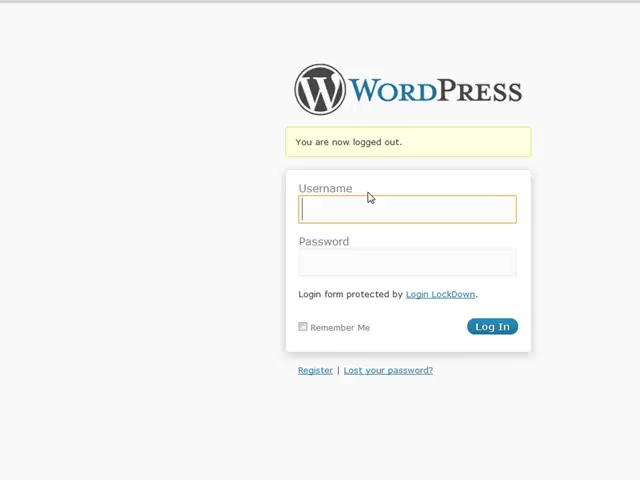 WORDPRESS
You are now logged out.
Username
Password
Login form protected by Login LockDown.
Remember Me
Log In
Register | Lost your password?